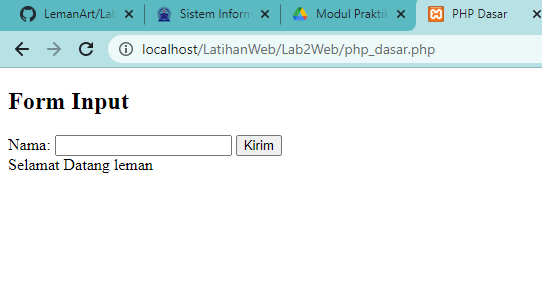 LemanArt/Lab
Sistem Inform
Modul Praktik
PHP Dasar
localhost/LatihanWeb/Lab2Web/php_dasar.php
Form Input
Nama: Kirim
Selamat Datang leman